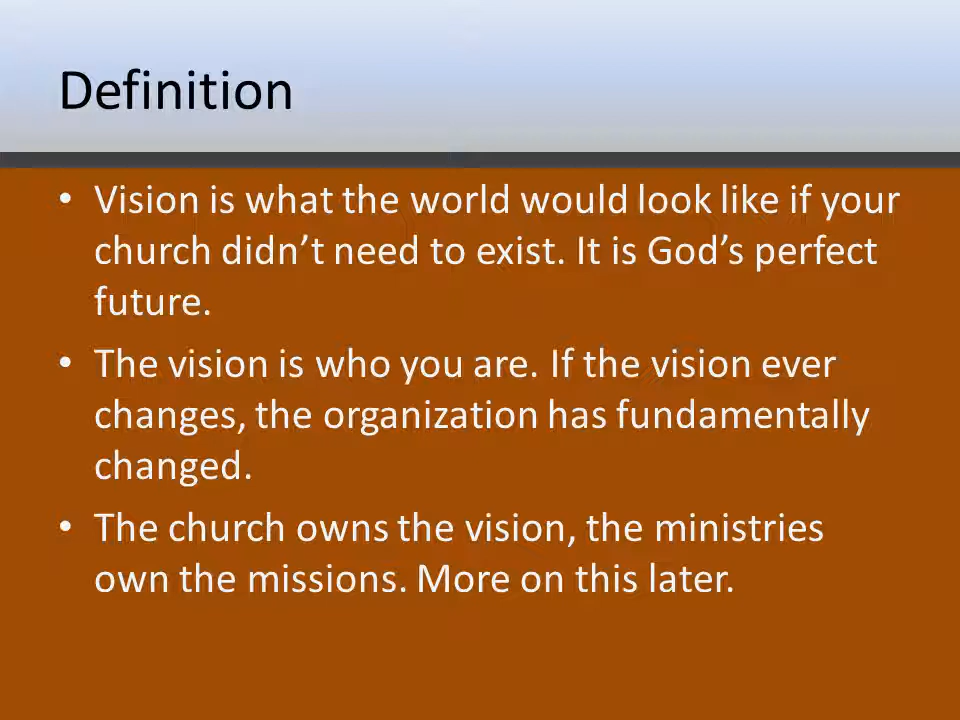 Definition
• Vision is what the world would look like if your
church didn’t need to exist. It is God’s perfect
future.
• The vision is who you are. If the vision ever
changes, the organization has fundamentally
changed.
• The church owns the vision, the ministries
own the missions. More on this later.